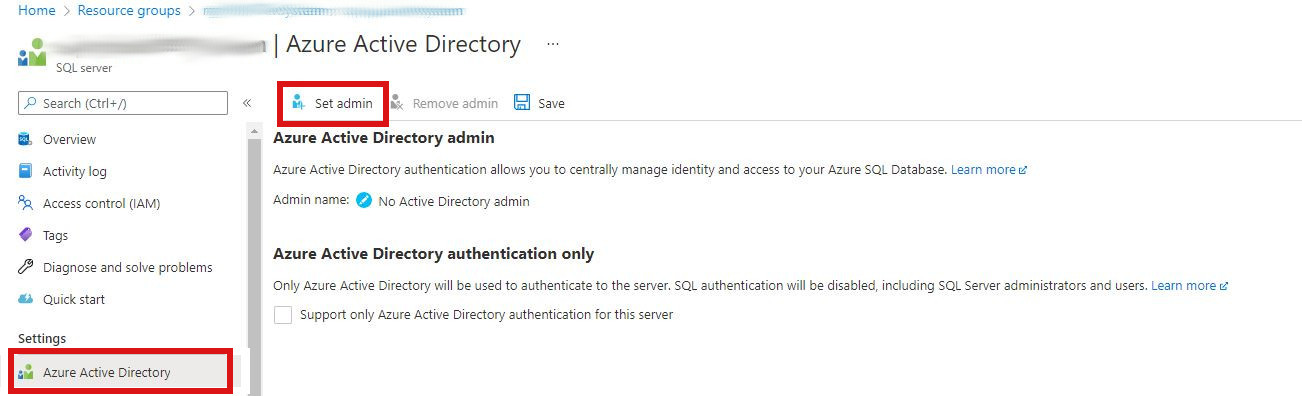 Home > Resource groups >
| Azure Active Directory ...
SQL server
Search (Ctrl+/) «
Set admin Remove admin Save
Overview
Activity log
Access control (IAM)
Tags
Diagnose and solve problems
Quick start
Settings
Azure Active Directory
Azure Active Directory admin
Azure Active Directory authentication allows you to centrally manage identity and access to your Azure SQL Database. Learn more
Admin name: No Active Directory admin
Azure Active Directory authentication only
Only Azure Active Directory will be used to authenticate to the server. SQL authentication will be disabled, including SQL Server administrators and users. Learn more
Support only Azure Active Directory authentication for this server